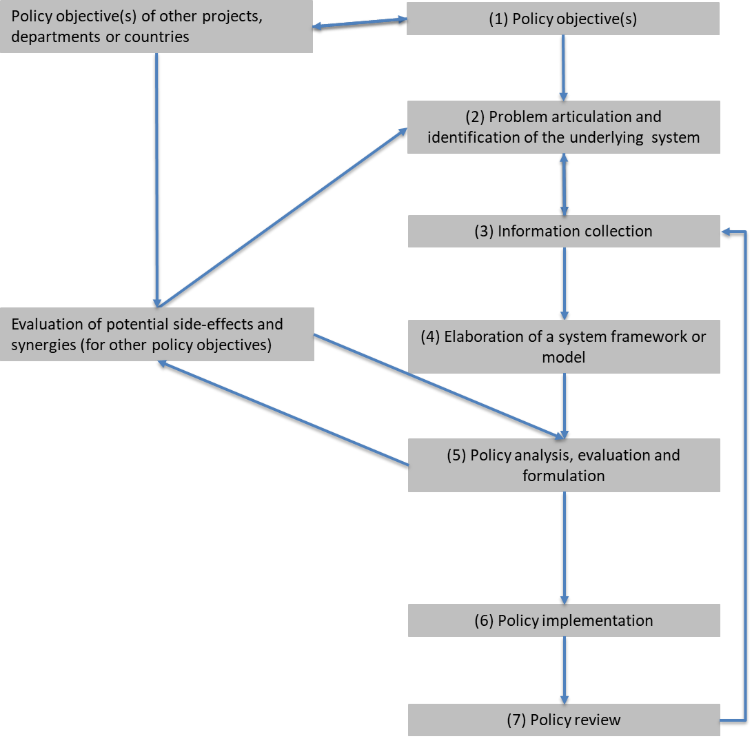 Policy objective(s) of other projects,
departments or countries
(1) Policy objective(s)
(2) Problem articulation and
identification of the underlying system
(3) Information collection
Evaluation of potential side-effects and
synergies (for other policy objectives)
(4) Elaboration of a system framework or
model
(5) Policy analysis, evaluation and
formulation
(6) Policy implementation
(7) Policy review